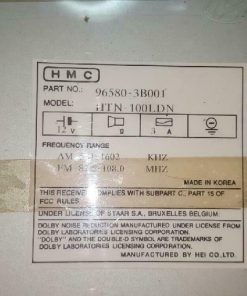 HMC
PART NO.: 96580-3B001
MODEL: HTN-100LDN
12 V 3 A
FREQUENCY RANGE
AM 1602 KHZ
FM 108.0 MHZ
MADE IN KOREA
THIS RECEIVER COMPLIES WITH SUBPART C, PART 15 OF
FCC RULES.
UNDER LICENSE OF STAAR S.A., BRUXELLES BELGIUM:
DOLBY NOISE REDUCTION MANUFACTURED UNDER LICENSE FROM
DOLBY LABORATORIES LICENSING CORPORATION.
"DOLBY" AND THE DOUBLE-D SYMBOL ARE TRADEMARKS OF
DOLBY LABORATORIES LICENSING CORPORATION.
MANUFACTURED BY HEI CO.,LTD.